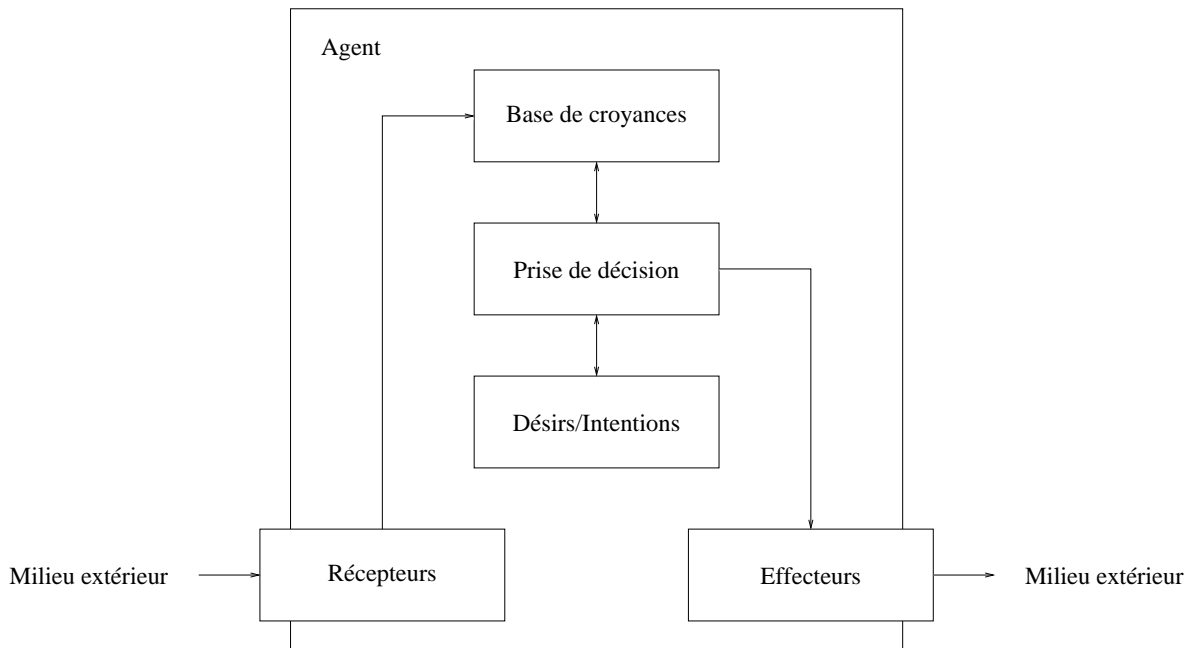 Agent
Base de croyances
Prise de décision
Désirs/Intentions
Milieu extérieur
Récepteurs
Effecteurs
Milieu extérieur